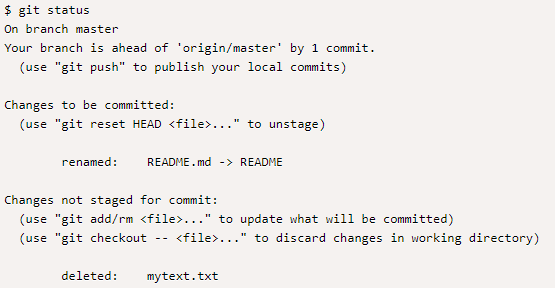 $ git status
On branch master
Your branch is ahead of 'origin/master' by 1 commit.
  (use "git push" to publish your local commits)

Changes to be committed:
  (use "git reset HEAD <file>..." to unstage)

        renamed:    README.md -> README

Changes not staged for commit:
  (use "git add/rm <file>..." to update what will be committed)
  (use "git checkout -- <file>..." to discard changes in working directory)

        deleted:    mytext.txt